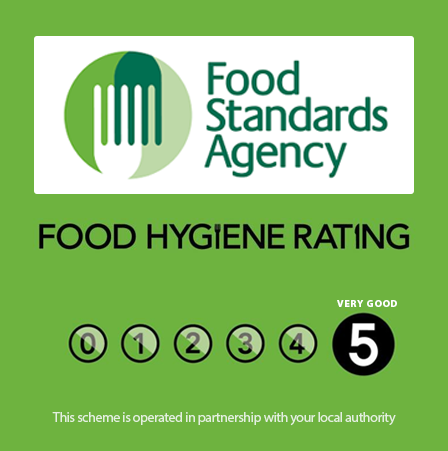 Food
Standards
Agency
FOOD HYGIENE RATING
VERY GOOD
0 1 2 3 4 5
This scheme is operated in partnership with your local authority